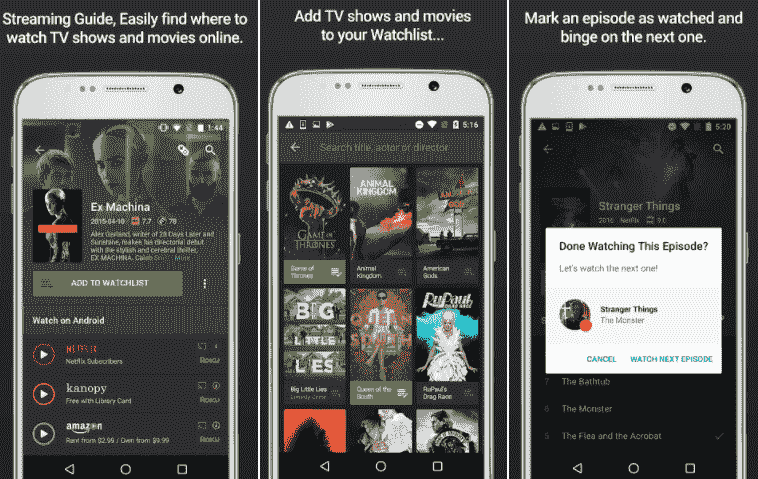 Streaming Guide, Easily find where to
watch TV shows and movies online.
1:44
Ex Machina
2015-04-10
7.7
78
Alex Garland, writer of 28 Days Later and
Sunshine, makes his directorial debut
with the stylish and cerebral thriller,
EX MACHINA. Caleb
More
ADD TO WATCHLIST
Watch on Android
NETFLIX
Netflix Subscribers
Roku
kanopy
Free with Library Card
Roku
amazon
Rent from $2.99 / Own from $9.99
Roku
Add TV shows and movies
to your Watchlist...
5:16
Search title, actor or director
GAME OF
THRONES
ANIMAL
KINGDOM
Game of
Thrones
Animal
Kingdom
American
Gods
BIG
LITTLE
LIES
QUEEN
OF THE
SOUTH
RuPaul's
DRAG RACE
Big Little Lies
Comedy, Crime
Queen of the
South
RuPaul's
Drag Race
Mark an episode as watched and
binge on the next one.
5:20
Stranger Things
2016
Netflix
9.0
Done Watching This Episode?
Let's watch the next one!
Stranger Things
The Monster
CANCEL
WATCH NEXT EPISODE
7 The Bathtub
6 The Monster
5 The Flea and the Acrobat